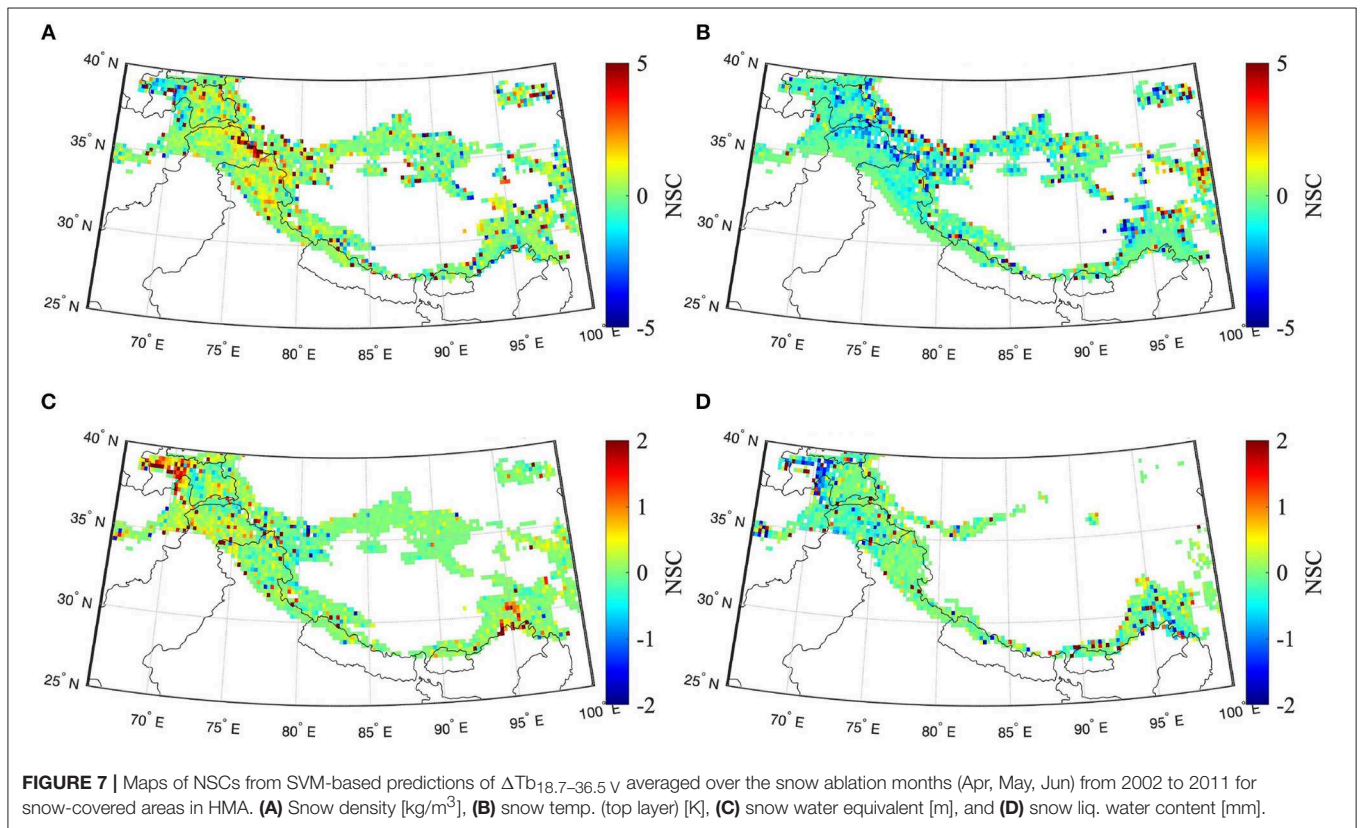 A
40° N
35° N
30° N
25° N
70° E
75° E
80° E
85° E
90° E
95° E
100° E
5
0
-5
NSC
B
40° N
35° N
30° N
25° N
70° E
75° E
80° E
85° E
90° E
95° E
100° E
5
0
-5
NSC
C
40° N
35° N
30° N
25° N
70° E
75° E
80° E
85° E
90° E
95° E
100° E
2
1
0
-1
-2
NSC
D
40° N
35° N
30° N
25° N
70° E
75° E
80° E
85° E
90° E
95° E
100° E
2
1
0
-1
-2
NSC
FIGURE 7 | Maps of NSCs from SVM-based predictions of ΔTb18.7–36.5 V averaged over the snow ablation months (Apr, May, Jun) from 2002 to 2011 for
snow-covered areas in HMA. (A) Snow density [kg/m³], (B) snow temp. (top layer) [K], (C) snow water equivalent [m], and (D) snow liq. water content [mm].